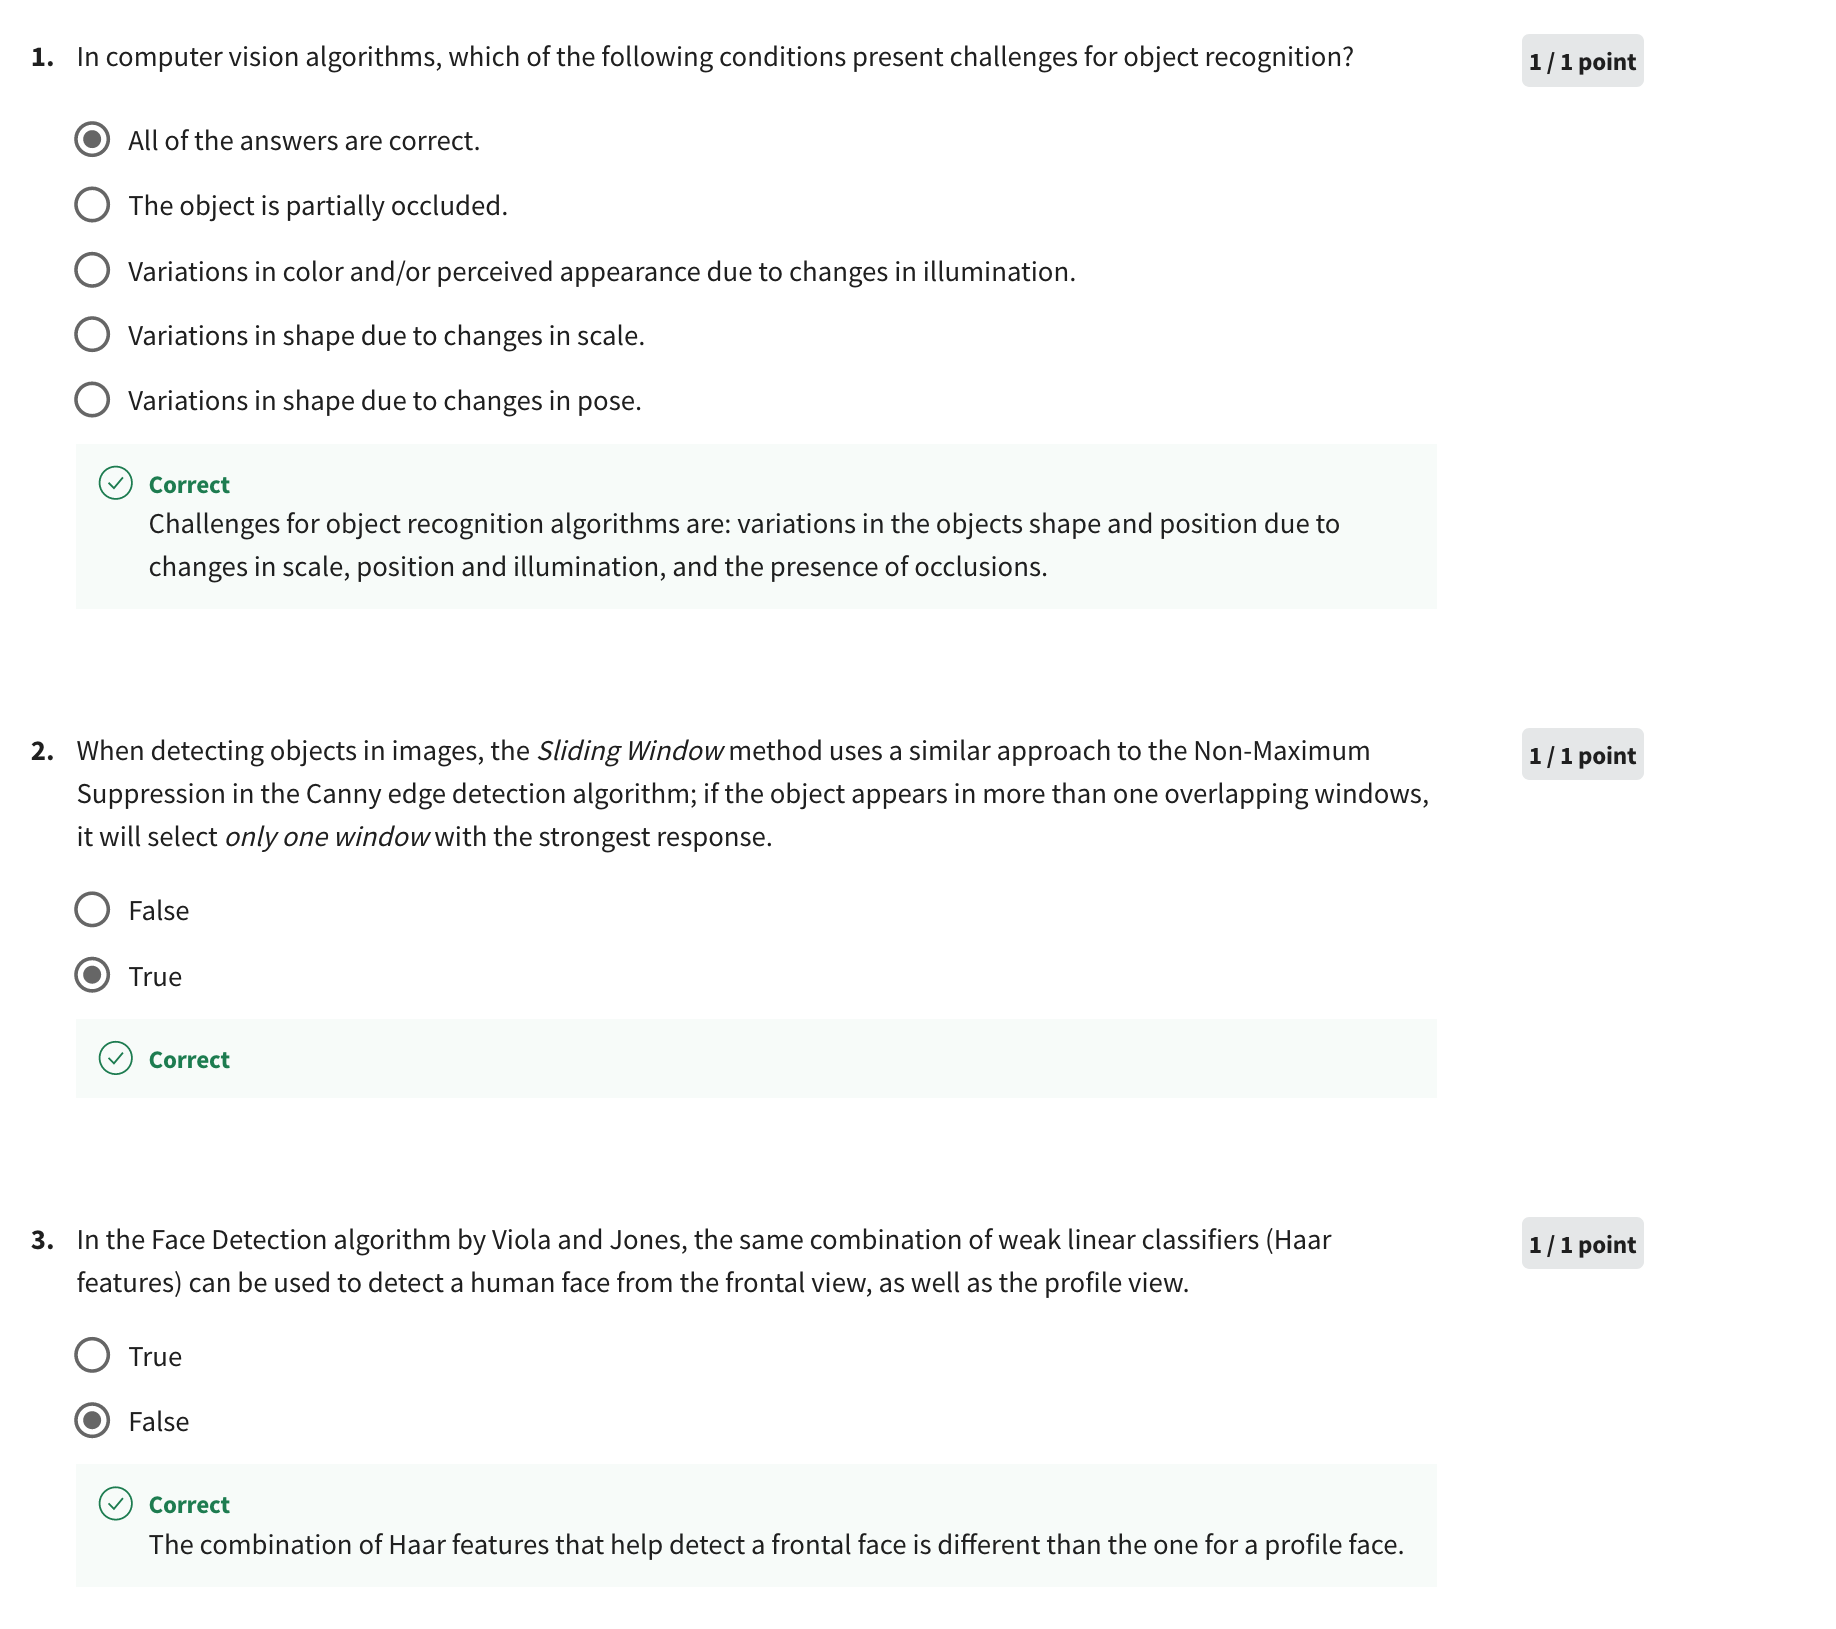 1. In computer vision algorithms, which of the following conditions present challenges for object recognition?
1 / 1 point
All of the answers are correct.
The object is partially occluded.
Variations in color and/or perceived appearance due to changes in illumination.
Variations in shape due to changes in scale.
Variations in shape due to changes in pose.
Correct
Challenges for object recognition algorithms are: variations in the objects shape and position due to
changes in scale, position and illumination, and the presence of occlusions.
2. When detecting objects in images, the Sliding Window method uses a similar approach to the Non-Maximum
1 / 1 point
Suppression in the Canny edge detection algorithm; if the object appears in more than one overlapping windows,
it will select only one window with the strongest response.
False
True
Correct
3. In the Face Detection algorithm by Viola and Jones, the same combination of weak linear classifiers (Haar
1 / 1 point
features) can be used to detect a human face from the frontal view, as well as the profile view.
True
False
Correct
The combination of Haar features that help detect a frontal face is different than the one for a profile face.